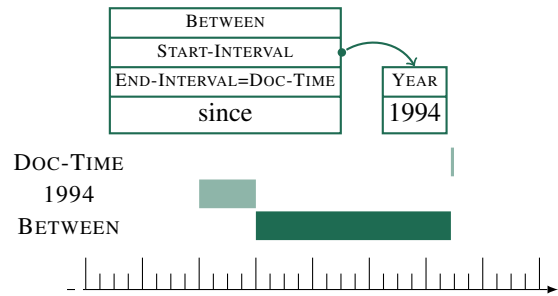 BETWEEN
START-INTERVAL
END-INTERVAL=DOC-TIME
YEAR
since
1994
DOC-TIME
1994
BETWEEN